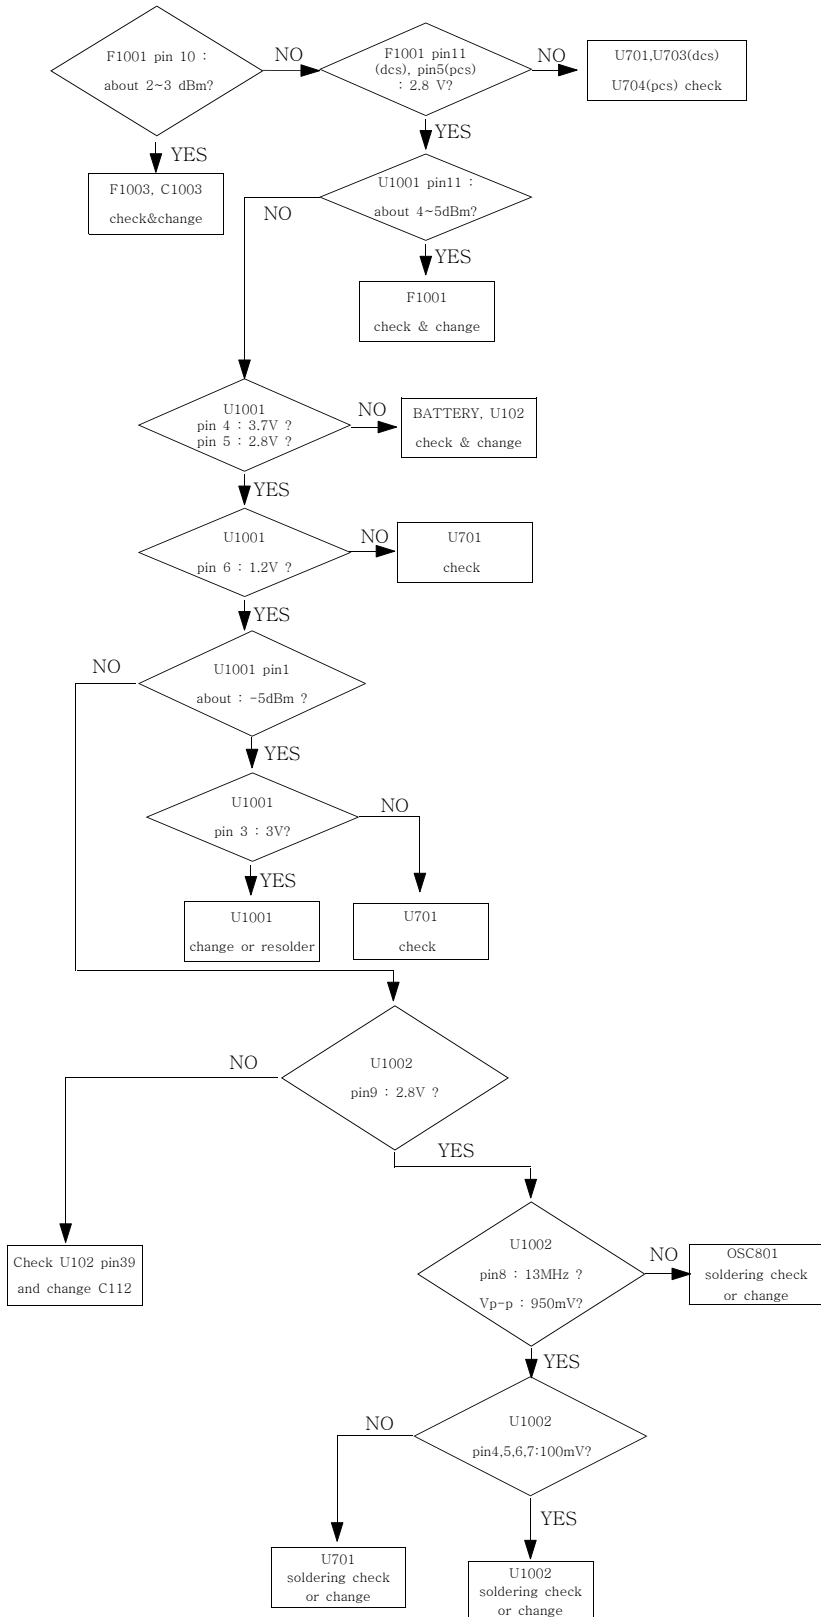 F1001 pin 10 :
about 2~3 dBm?
NO
F1001 pin11
(dcs), pin5(pcs)
: 2.8 V?
NO
U701,U703(dcs)
U704(pcs) check
YES
F1003, C1003
check&change
YES
U1001 pin11 :
about 4~5dBm?
NO
YES
F1001
check & change
U1001
pin 4 : 3.7V ?
pin 5 : 2.8V ?
NO
BATTERY, U102
check & change
YES
U1001
pin 6 : 1.2V ?
NO
U701
check
YES
U1001 pin1
about : -5dBm ?
NO
YES
U1001
pin 3 : 3V?
NO
YES
U1001
change or resolder
U701
check
U1002
pin9 : 2.8V ?
NO
YES
Check U102 pin39
and change C112
U1002
pin8 : 13MHz ?
Vp-p : 950mV?
NO
OSC801
soldering check
or change
YES
U1002
pin4,5,6,7:100mV?
NO
YES
U701
soldering check
or change
U1002
soldering check
or change